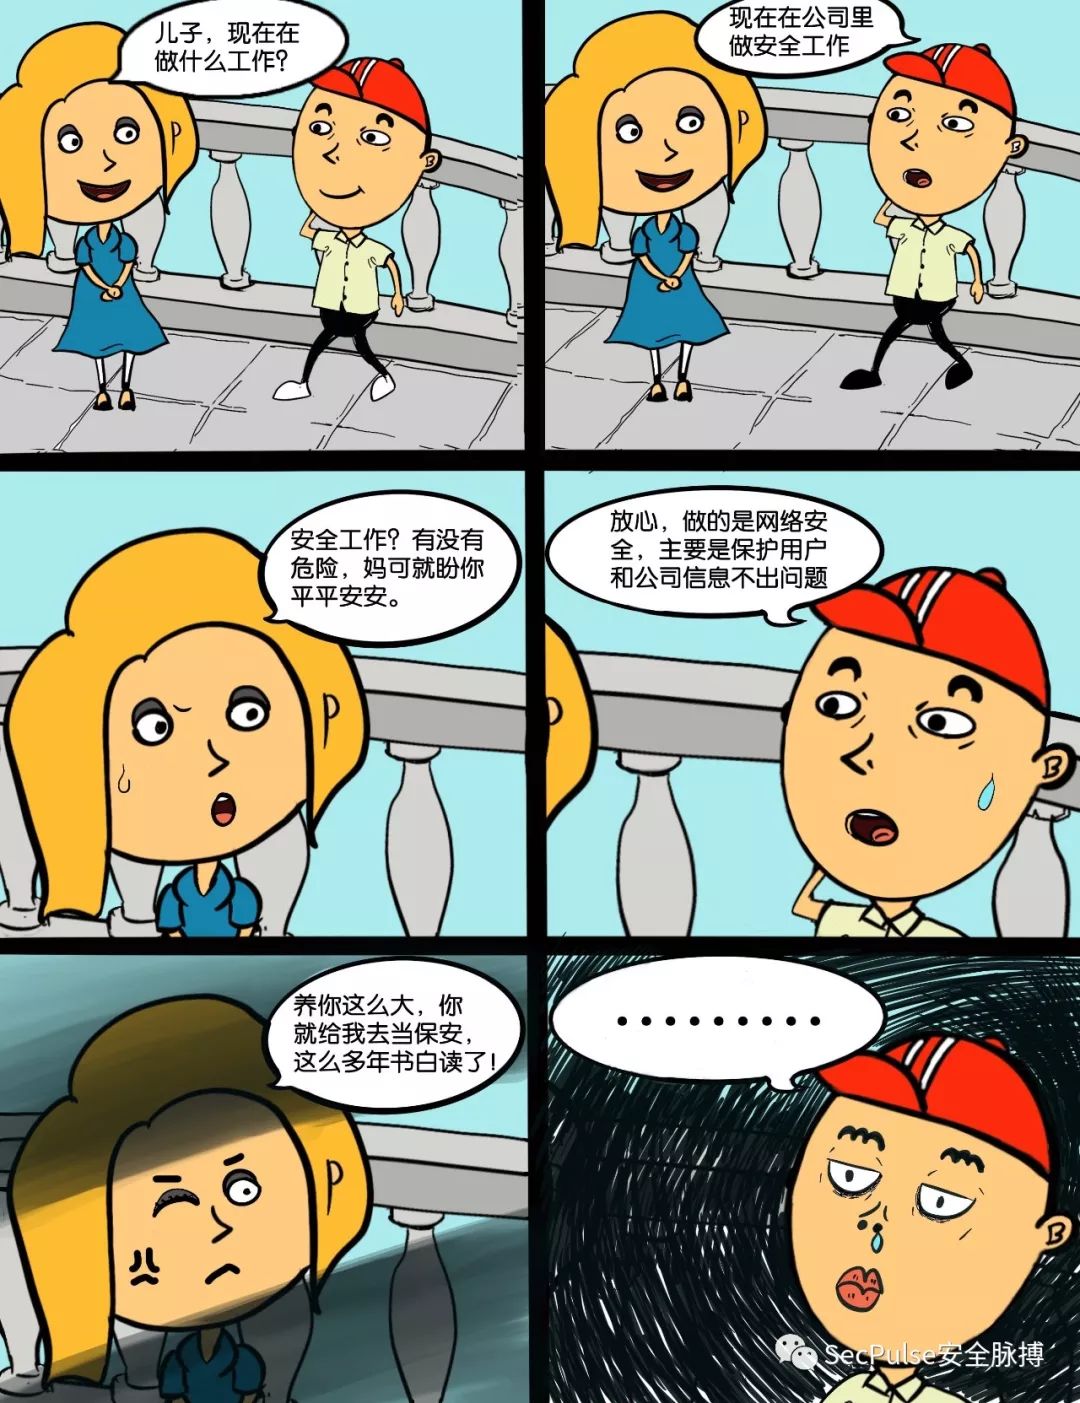 儿子，现在在
做什么工作？
现在在公司里
做安全工作
安全工作？有没有
危险，妈可就盼你
平平安安。
放心，做的是网络安
全，主要是保护用户
和公司信息不出问题
养你这么大，你
就给我去当保安，
这么多年书白读了！
·········
SecPulse安全脉搏